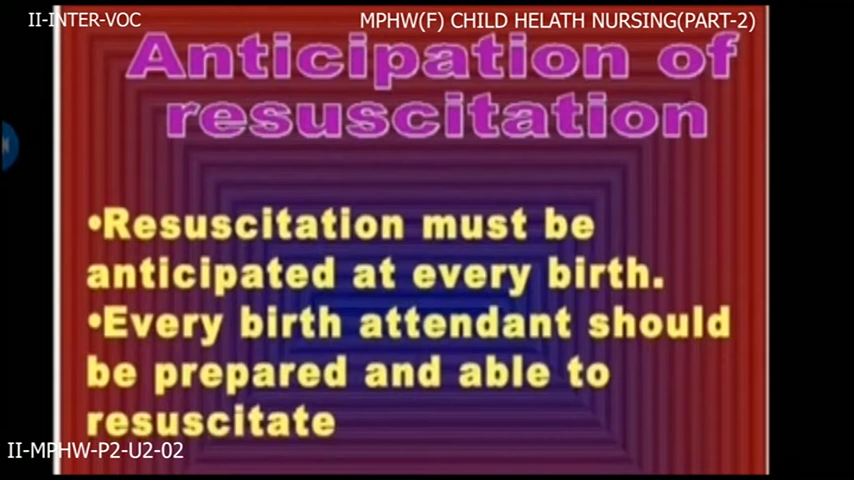 II-INTER-VOC
MPHW(F) CHILD HELATH NURSING(PART-2)
Anticipation of
resuscitation
•Resuscitation must be
anticipated at every birth.
•Every birth attendant should
be prepared and able to
resuscitate
II-MPHW-P2-U2-02